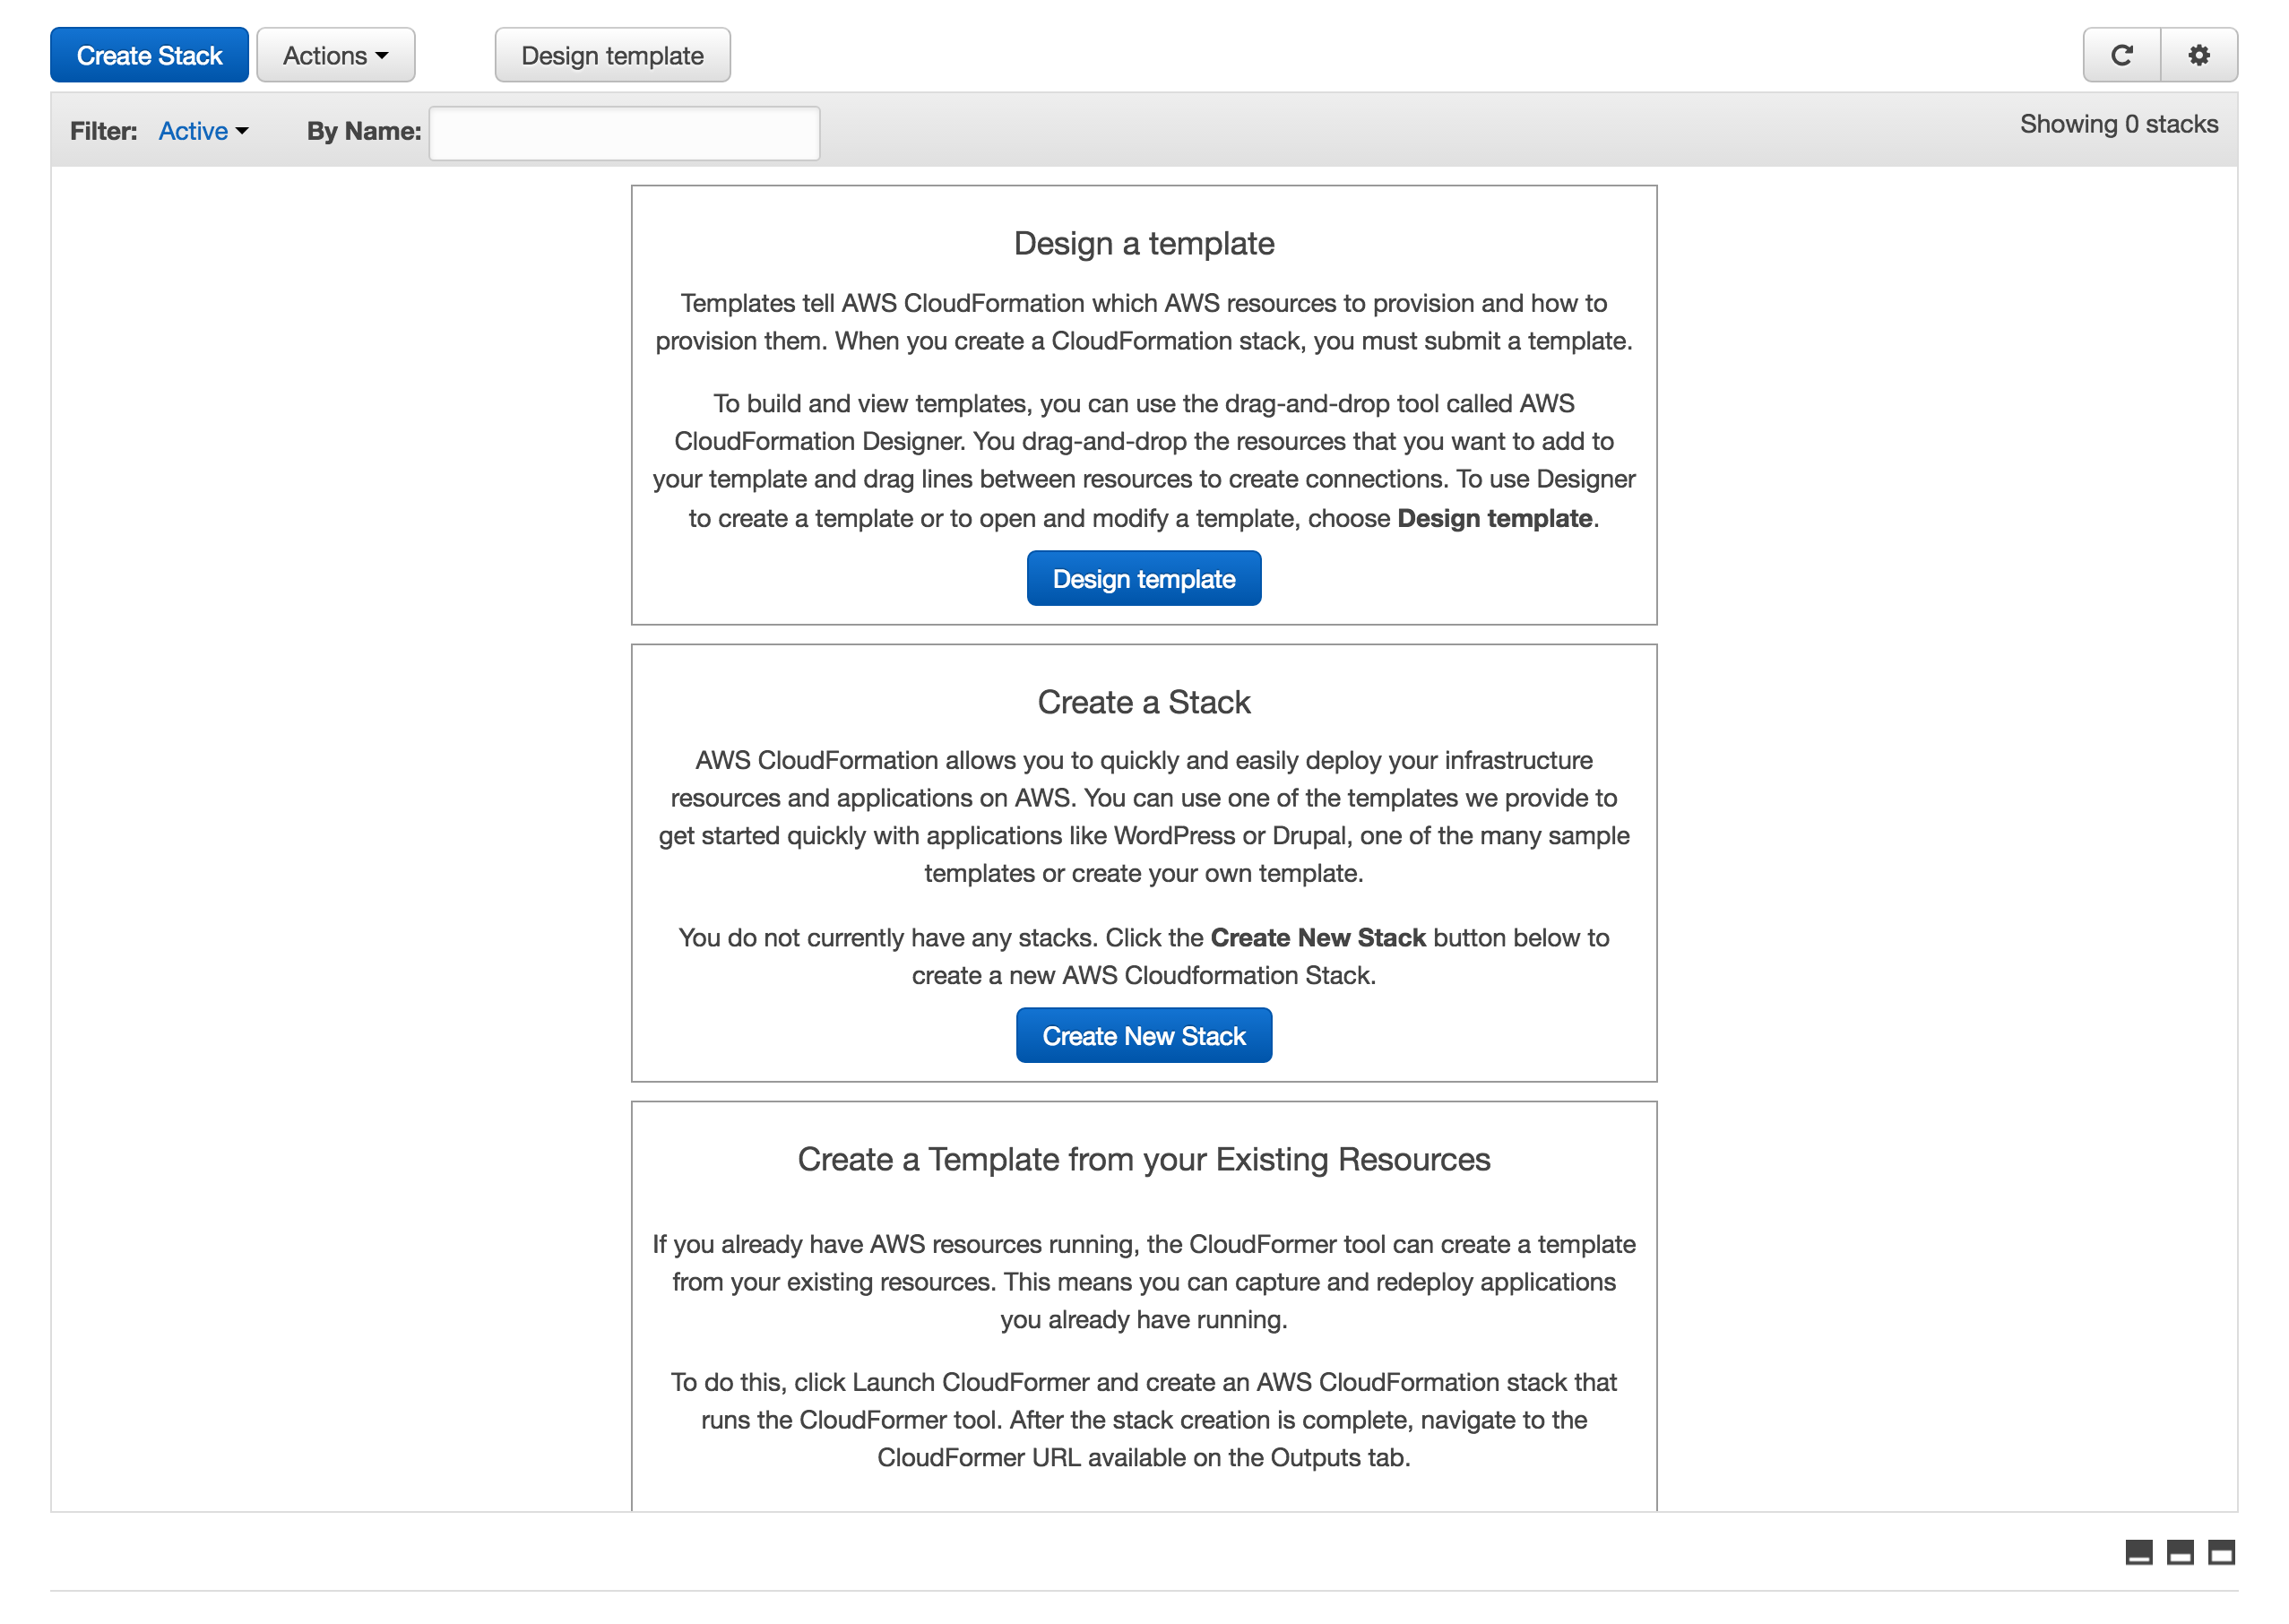 Create Stack Actions Design template
Filter: Active By Name: Showing 0 stacks
Design a template
Templates tell AWS CloudFormation which AWS resources to provision and how to
provision them. When you create a CloudFormation stack, you must submit a template.
To build and view templates, you can use the drag-and-drop tool called AWS
CloudFormation Designer. You drag-and-drop the resources that you want to add to
your template and drag lines between resources to create connections. To use Designer
to create a template or to open and modify a template, choose Design template.
Design template
Create a Stack
AWS CloudFormation allows you to quickly and easily deploy your infrastructure
resources and applications on AWS. You can use one of the templates we provide to
get started quickly with applications like WordPress or Drupal, one of the many sample
templates or create your own template.
You do not currently have any stacks. Click the Create New Stack button below to
create a new AWS Cloudformation Stack.
Create New Stack
Create a Template from your Existing Resources
If you already have AWS resources running, the CloudFormer tool can create a template
from your existing resources. This means you can capture and redeploy applications
you already have running.
To do this, click Launch CloudFormer and create an AWS CloudFormation stack that
runs the CloudFormer tool. After the stack creation is complete, navigate to the
CloudFormer URL available on the Outputs tab.